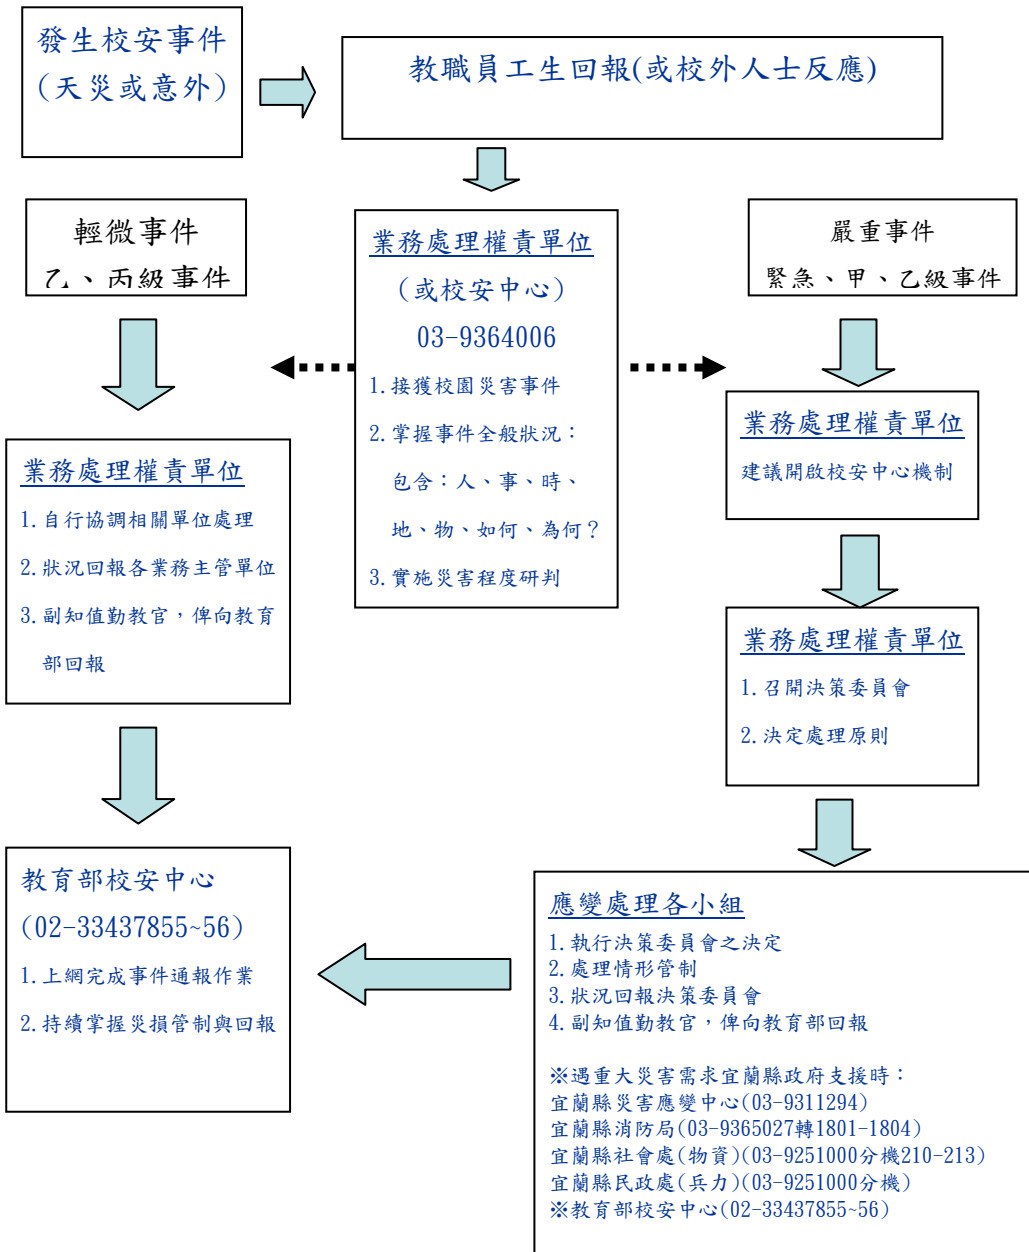 發生校安事件
(天災或意外)
教職員工生回報(或校外人士反應)
輕微事件
乙、丙級事件
業務處理權責單位
(或校安中心)
03-9364006
1.接獲校園災害事件
2.掌握事件全般狀況：
包含：人、事、時、
地、物、如何、為何？
3.實施災害程度研判
嚴重事件
緊急、甲、乙級事件
業務處理權責單位
1.自行協調相關單位處理
2.狀況回報各業務主管單位
3.副知值勤教官，俾向教育
部回報
業務處理權責單位
建議開啟校安中心機制
業務處理權責單位
1.召開決策委員會
2.決定處理原則
教育部校安中心
(02-33437855~56)
1.上網完成事件通報作業
2.持續掌握災損管制與回報
應變處理各小組
1.執行決策委員會之決定
2.處理情形管制
3.狀況回報決策委員會
4.副知值勤教官，俾向教育部回報
※遇重大災害需求宜蘭縣政府支援時：
宜蘭縣災害應變中心(03-9311294)
宜蘭縣消防局(03-9365027轉1801-1804)
宜蘭縣社會處(物資)(03-9251000分機210-213)
宜蘭縣民政處(兵力)(03-9251000分機)
※教育部校安中心(02-33437855~56)